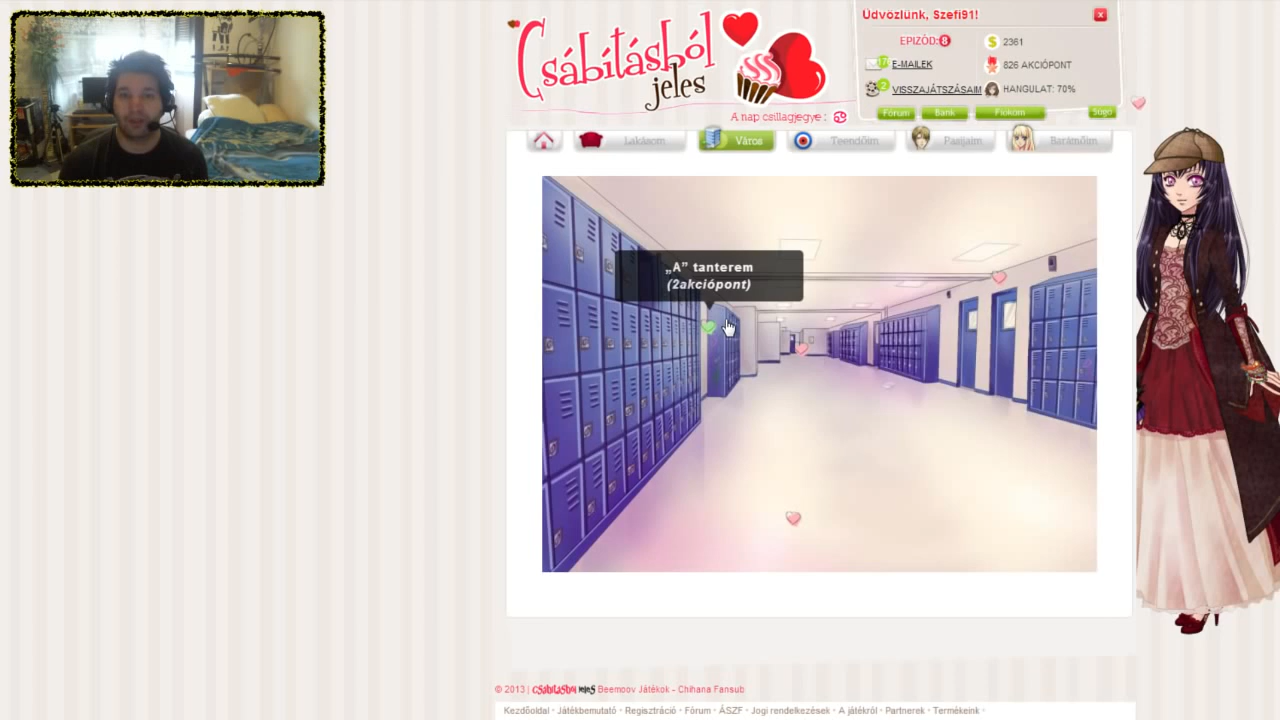 Csábításból
jeles
A nap csillagjegye :
Üdvözlünk, Szefi91!
EPIZÓD: 8
$ 2361
E-MAILEK
826 AKCIÓPONT
2
VISSZAJÁTSZÁSAIM
HANGULAT: 70%
Fórum
Bank
Fiókom
Súgó
Lakásom
Város
Teendőim
Pasijaim
Barátnőim
„A” tanterem
(2akciópont)
© 2013 | Csábításból jeles Beemoov Játékok - Chihana Fansub
Kezdőoldal · Játékbemutató · Regisztráció · Fórum · ÁSZF · Jogi rendelkezések · A játékról · Partnerek · Termékeink ·